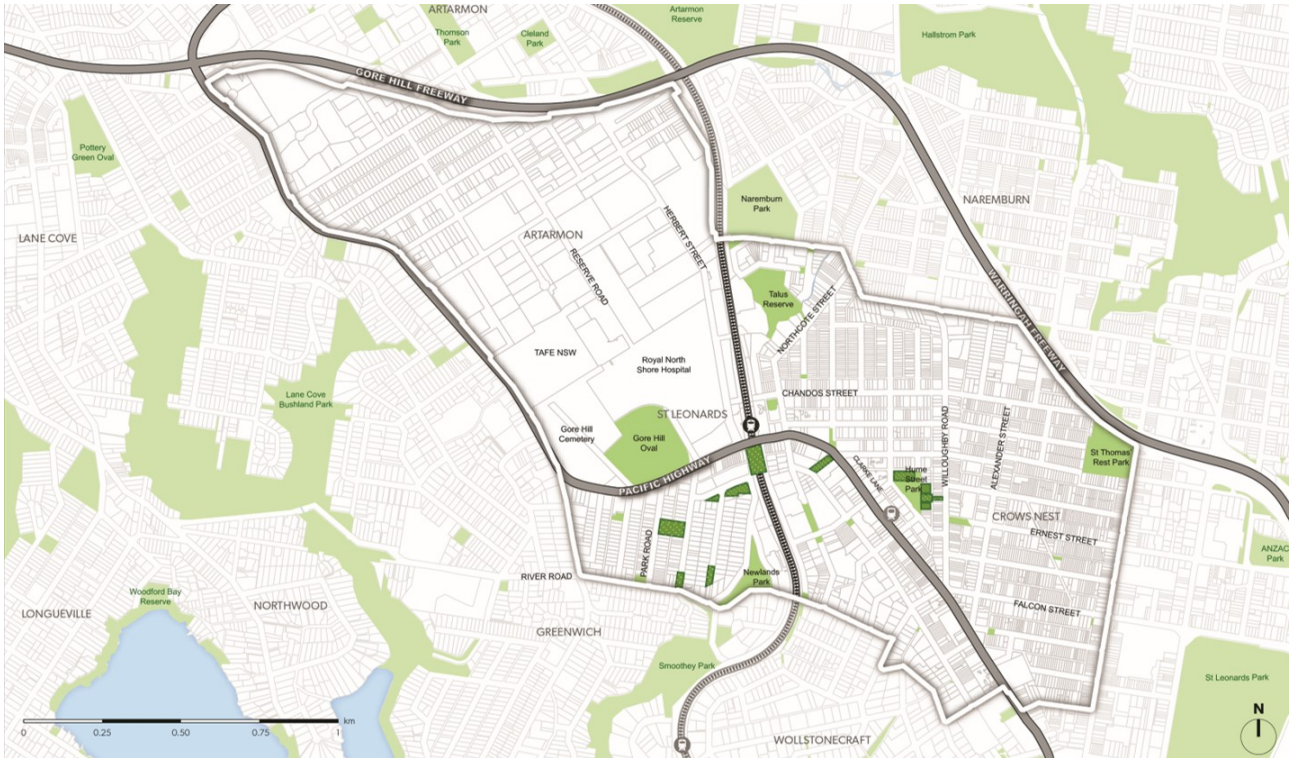 ARTARMON
Artarmon
Reserve
Thomson
Park
Cleland
Park
Hallstrom Park
GORE HILL FREEWAY
Pottery
Green Oval
Naremburn
Park
NAREMBURN
LANE COVE
ARTARMON
HERBERT STREET
RESERVE ROAD
Talus
Reserve
NORTHCOTE STREET
WARRINGAH FREEWAY
TAFE NSW
Royal North
Shore Hospital
CHANDOS STREET
Lane Cove
Bushland Park
ST LEONARDS
WILLOUGHBY ROAD
ALEXANDER STREET
Gore Hill
Cemetery
Gore Hill
Oval
St Thomas
Rest Park
PACIFIC HIGHWAY
CLARKE LANE
Hume
Street
Park
CROWS NEST
ERNEST STREET
PARK ROAD
ANZAC
Park
RIVER ROAD
Newlands
Park
Woodford Bay
Reserve
NORTHWOOD
LONGUEVILLE
FALCON STREET
GREENWICH
Smoothey Park
St Leonards Park
N
km
0 0.25 0.50 0.75 1
WOLLSTONECRAFT